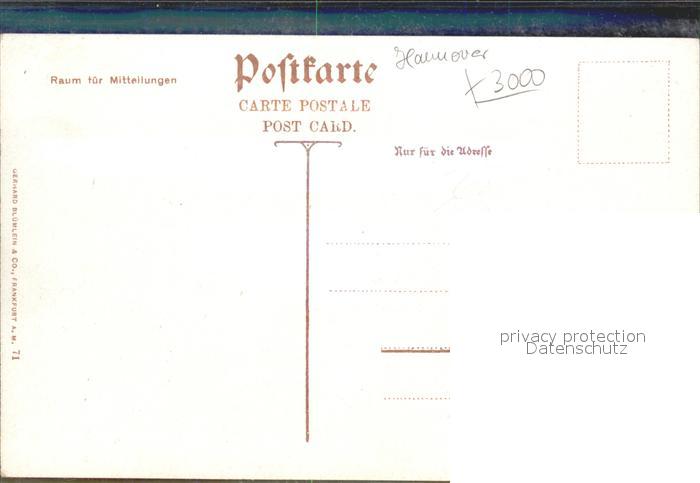 Raum für Mitteilungen
Postkarte
CARTE POSTALE
POST CARD.
Hannover
x 3000
Nur für die Adresse
GERHARD BLÜMLEIN & CO., FRANKFURT A. M. 71
privacy protection
Datenschutz